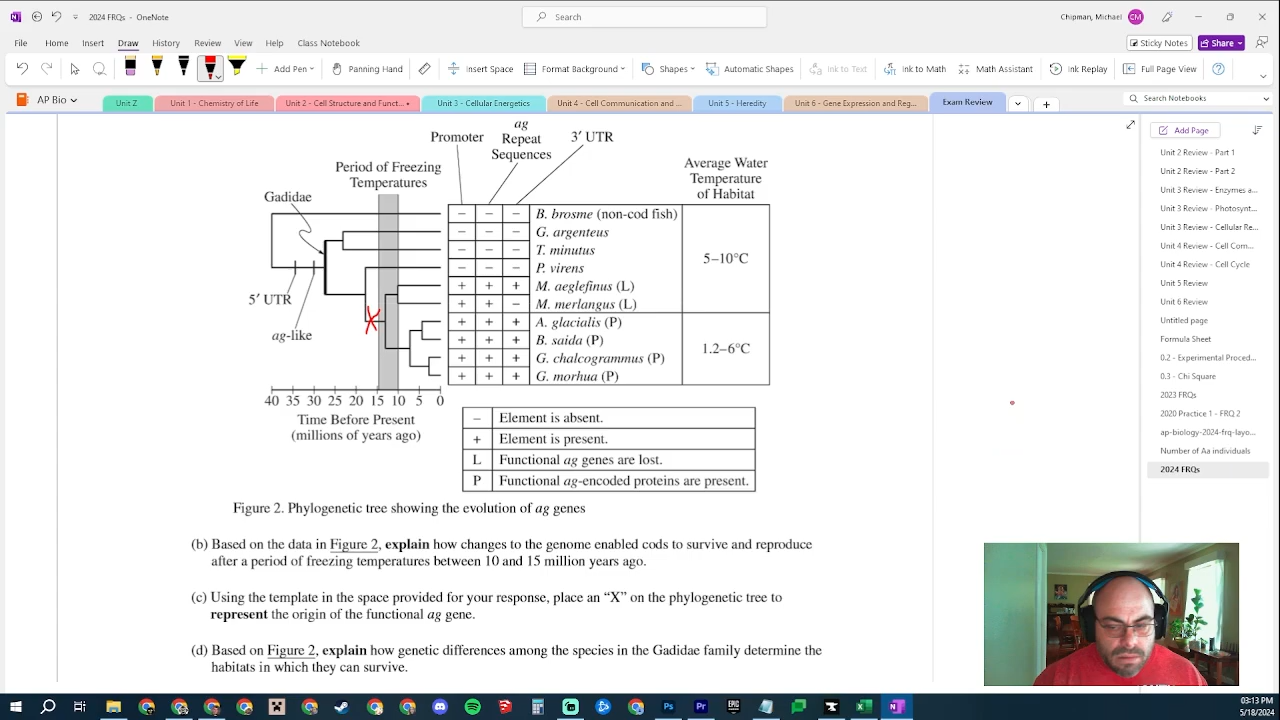 2024 FRQs - OneNote
Search
Chipman, Michael
CM
File Home Insert Draw History Review View Help Class Notebook
Sticky Notes
Share
Add Pen
Panning Hand
Insert Space
Format Background
Shapes
Automatic Shapes
Ink to Text
Ink to Math
Math Assistant
Ink Replay
Full Page View
AP Bio
Unit Z
Unit 1 - Chemistry of Life
Unit 2 - Cell Structure and Funct...
Unit 3 - Cellular Energetics
Unit 4 - Cell Communication and ...
Unit 5 - Heredity
Unit 6 - Gene Expression and Reg...
Exam Review
Search Notebooks
Add Page
Unit 2 Review - Part 1
Unit 2 Review - Part 2
Unit 3 Review - Enzymes a...
Unit 3 Review - Photosynt...
Unit 3 Review - Cellular Re...
Unit 4 Review - Cell Com...
Unit 4 Review - Cell Cycle
Unit 5 Review
Unit 6 Review
Untitled page
Formula Sheet
0.2 - Experimental Proced...
0.3 - Chi Square
2023 FRQs
2020 Practice 1 - FRQ 2
ap-biology-2024-frq-layo...
Number of Aa individuals
2024 FRQs
Promoter
ag
Repeat
Sequences
3′ UTR
Period of Freezing
Temperatures
Average Water
Temperature
of Habitat
Gadidae
5′ UTR
ag-like
X
− − − B. brosme (non-cod fish)
− − − G. argenteus
− − − T. minutus
− − − P. virens
+ + + M. aeglefinus (L)
+ + − M. merlangus (L)
+ + + A. glacialis (P)
+ + + B. saida (P)
+ + + G. chalcogrammus (P)
+ + + G. morhua (P)
5–10°C
1.2–6°C
40 35 30 25 20 15 10 5 0
Time Before Present
(millions of years ago)
− Element is absent.
+ Element is present.
L Functional ag genes are lost.
P Functional ag-encoded proteins are present.
Figure 2. Phylogenetic tree showing the evolution of ag genes
(b) Based on the data in Figure 2, explain how changes to the genome enabled cods to survive and reproduce
after a period of freezing temperatures between 10 and 15 million years ago.
(c) Using the template in the space provided for your response, place an “X” on the phylogenetic tree to
represent the origin of the functional ag gene.
(d) Based on Figure 2, explain how genetic differences among the species in the Gadidae family determine the
habitats in which they can survive.
03:13 PM
5/18/2024